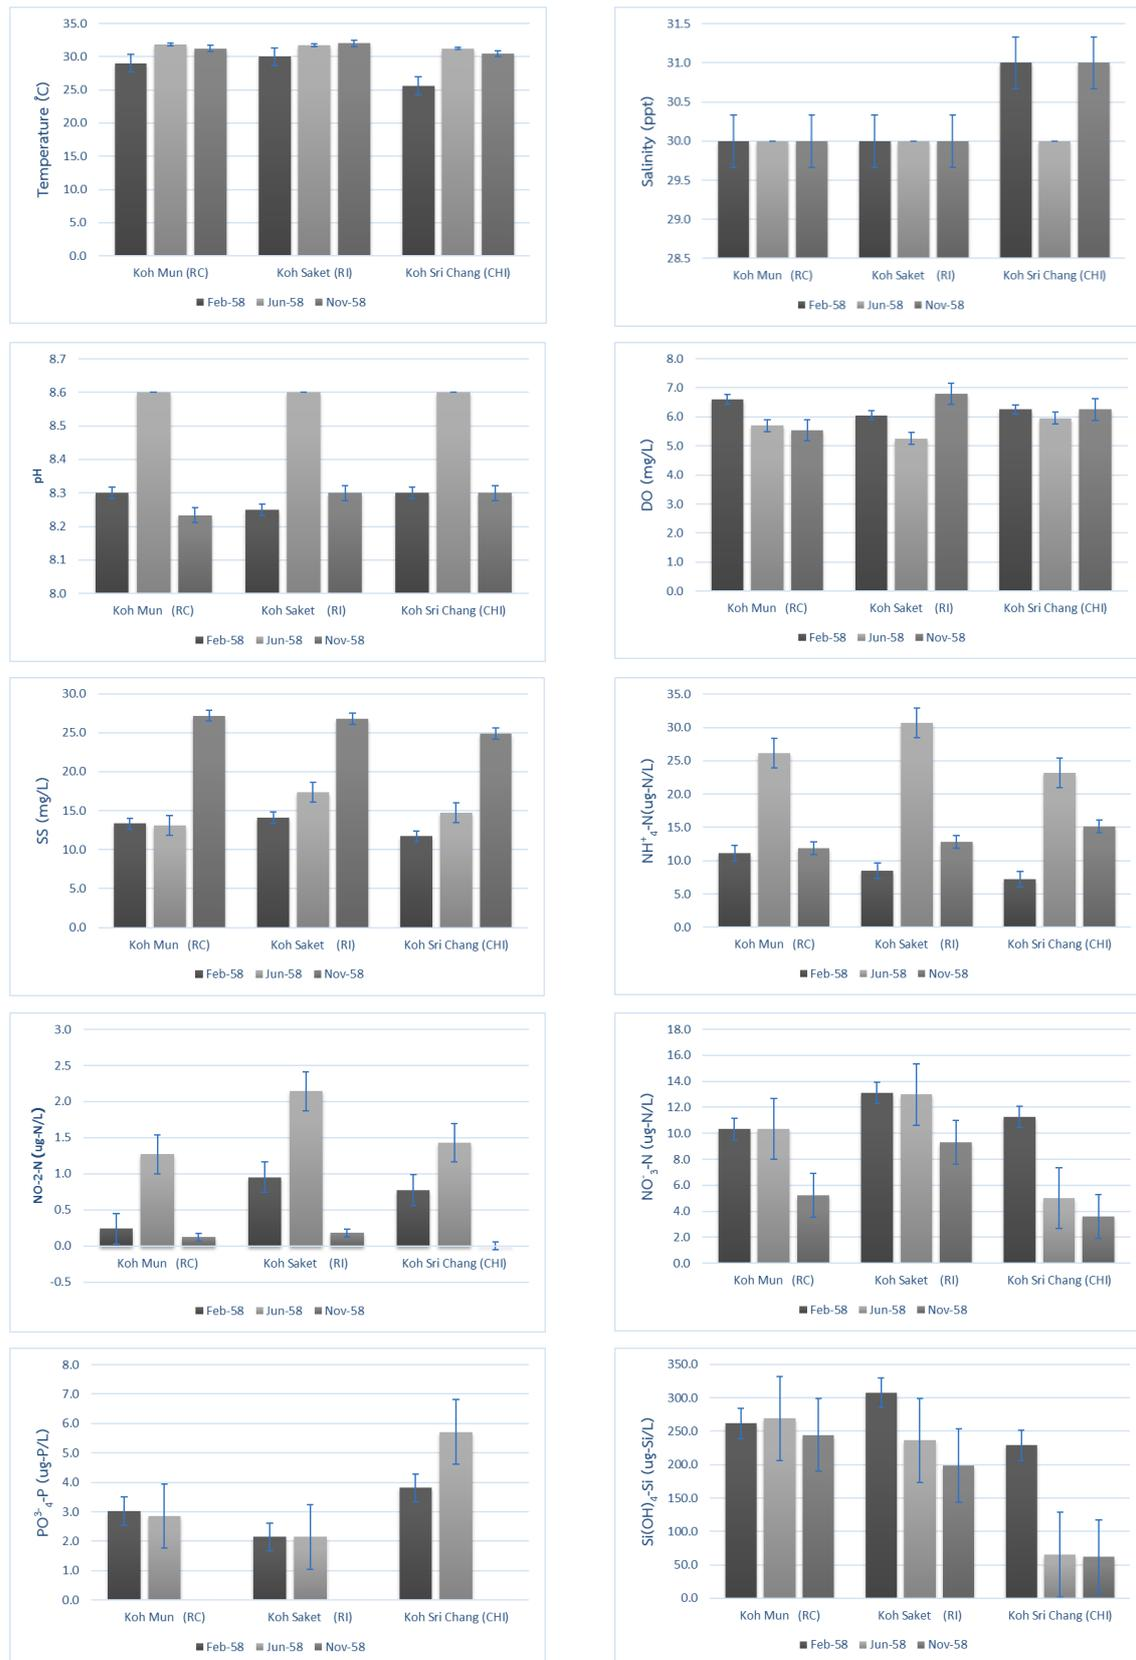 35.0
30.0
25.0
20.0
15.0
10.0
5.0
0.0
Temperature (°C)
Koh Mun (RC) Koh Saket (RI) Koh Sri Chang (CHI)
Feb-58 Jun-58 Nov-58
31.5
31.0
30.5
30.0
29.5
29.0
28.5
Salinity (ppt)
Koh Mun (RC) Koh Saket (RI) Koh Sri Chang (CHI)
Feb-58 Jun-58 Nov-58
8.7
8.6
8.5
8.4
8.3
8.2
8.1
8.0
pH
Koh Mun (RC) Koh Saket (RI) Koh Sri Chang (CHI)
Feb-58 Jun-58 Nov-58
8.0
7.0
6.0
5.0
4.0
3.0
2.0
1.0
0.0
DO (mg/L)
Koh Mun (RC) Koh Saket (RI) Koh Sri Chang (CHI)
Feb-58 Jun-58 Nov-58
30.0
25.0
20.0
15.0
10.0
5.0
0.0
SS (mg/L)
Koh Mun (RC) Koh Saket (RI) Koh Sri Chang (CHI)
Feb-58 Jun-58 Nov-58
35.0
30.0
25.0
20.0
15.0
10.0
5.0
0.0
NH⁺₄-N(ug-N/L)
Koh Mun (RC) Koh Saket (RI) Koh Sri Chang (CHI)
Feb-58 Jun-58 Nov-58
3.0
2.5
2.0
1.5
1.0
0.5
0.0
-0.5
NO-2-N (ug-N/L)
Koh Mun (RC) Koh Saket (RI) Koh Sri Chang (CHI)
Feb-58 Jun-58 Nov-58
18.0
16.0
14.0
12.0
10.0
8.0
6.0
4.0
2.0
0.0
NO⁻₃-N (ug-N/L)
Koh Mun (RC) Koh Saket (RI) Koh Sri Chang (CHI)
Feb-58 Jun-58 Nov-58
8.0
7.0
6.0
5.0
4.0
3.0
2.0
1.0
0.0
PO³⁻₄-P (ug-P/L)
Koh Mun (RC) Koh Saket (RI) Koh Sri Chang (CHI)
Feb-58 Jun-58 Nov-58
350.0
300.0
250.0
200.0
150.0
100.0
50.0
0.0
Si(OH)₄-Si (ug-Si/L)
Koh Mun (RC) Koh Saket (RI) Koh Sri Chang (CHI)
Feb-58 Jun-58 Nov-58